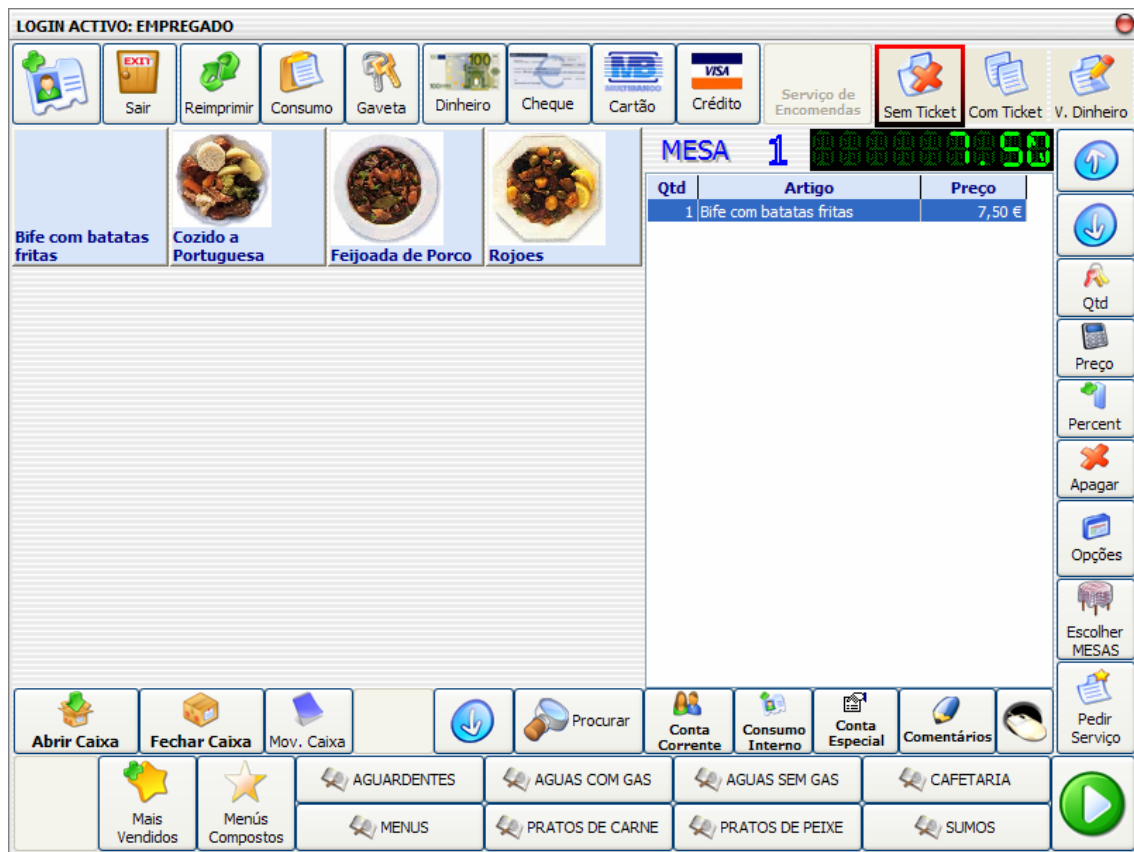 LOGIN ACTIVO: EMPREGADO
EXIT
Sair
Reimprimir
Consumo
Gaveta
100
Dinheiro
Cheque
MB
MULTIBANCO
Cartão
VISA
Crédito
Serviço de
Encomendas
Sem Ticket
Com Ticket
V. Dinheiro
Bife com batatas
fritas
Cozido a
Portuguesa
Feijoada de Porco
Rojoes
MESA 1
7.50
Qtd Artigo Preço
1 Bife com batatas fritas 7,50 €
Qtd
Preço
Percent
Apagar
Opções
Escolher
MESAS
Pedir
Serviço
Abrir Caixa
Fechar Caixa
Mov. Caixa
Procurar
Conta
Corrente
Consumo
Interno
Conta
Especial
Comentários
Mais
Vendidos
Menús
Compostos
AGUARDENTES
AGUAS COM GAS
AGUAS SEM GAS
CAFETARIA
MENUS
PRATOS DE CARNE
PRATOS DE PEIXE
SUMOS